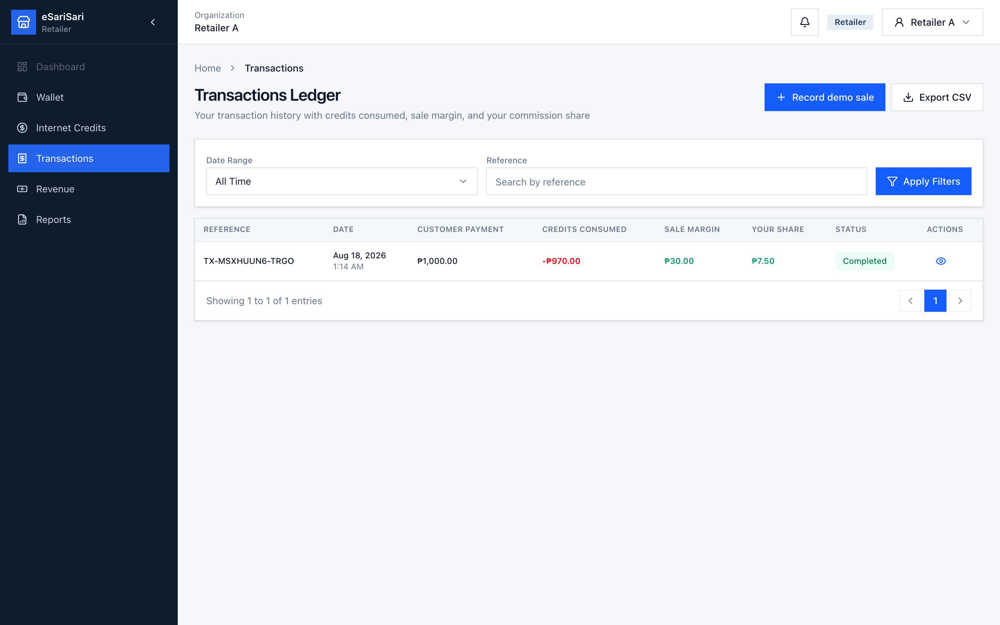 eSariSari
Retailer
Dashboard
Wallet
Internet Credits
Transactions
Revenue
Reports
Organization
Retailer A
Retailer
Retailer A
Home > Transactions
Transactions Ledger
Your transaction history with credits consumed, sale margin, and your commission share
Record demo sale
Export CSV
Date Range
All Time
Reference
Search by reference
Apply Filters
REFERENCE DATE CUSTOMER PAYMENT CREDITS CONSUMED SALE MARGIN YOUR SHARE STATUS ACTIONS
TX-MSXHUUN6-TRGO Aug 18, 2026 1:14 AM ₱1,000.00 -₱970.00 ₱30.00 ₱7.50 Completed
Showing 1 to 1 of 1 entries
1